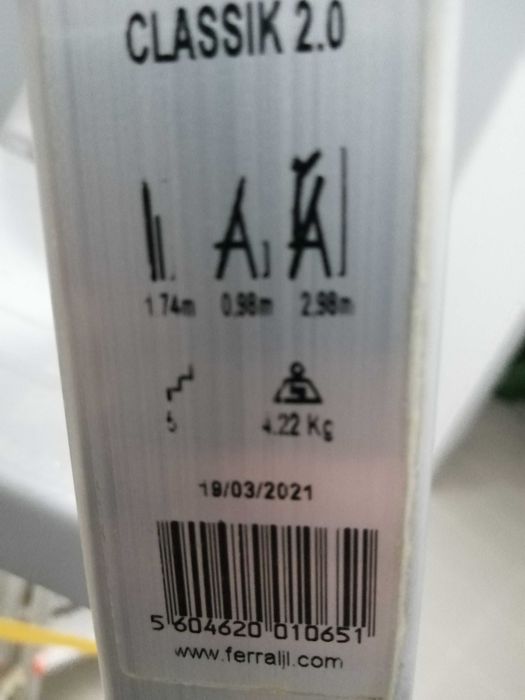 CLASSIK 2.0
1.74m 0.98m 2.98m
5 4.22 Kg
19/03/2021
5 604620 010651
www.ferraljl.com